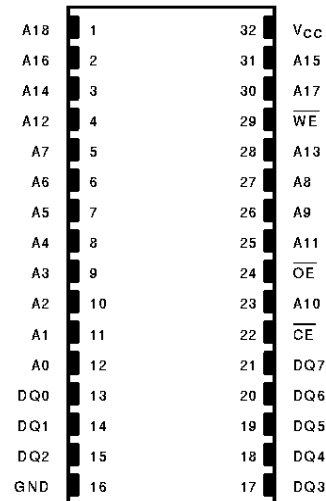 A18 1 32 VCC
A16 2 31 A15
A14 3 30 A17
A12 4 29 W̅E̅
A7 5 28 A13
A6 6 27 A8
A5 7 26 A9
A4 8 25 A11
A3 9 24 O̅E̅
A2 10 23 A10
A1 11 22 C̅E̅
A0 12 21 DQ7
DQ0 13 20 DQ6
DQ1 14 19 DQ5
DQ2 15 18 DQ4
GND 16 17 DQ3